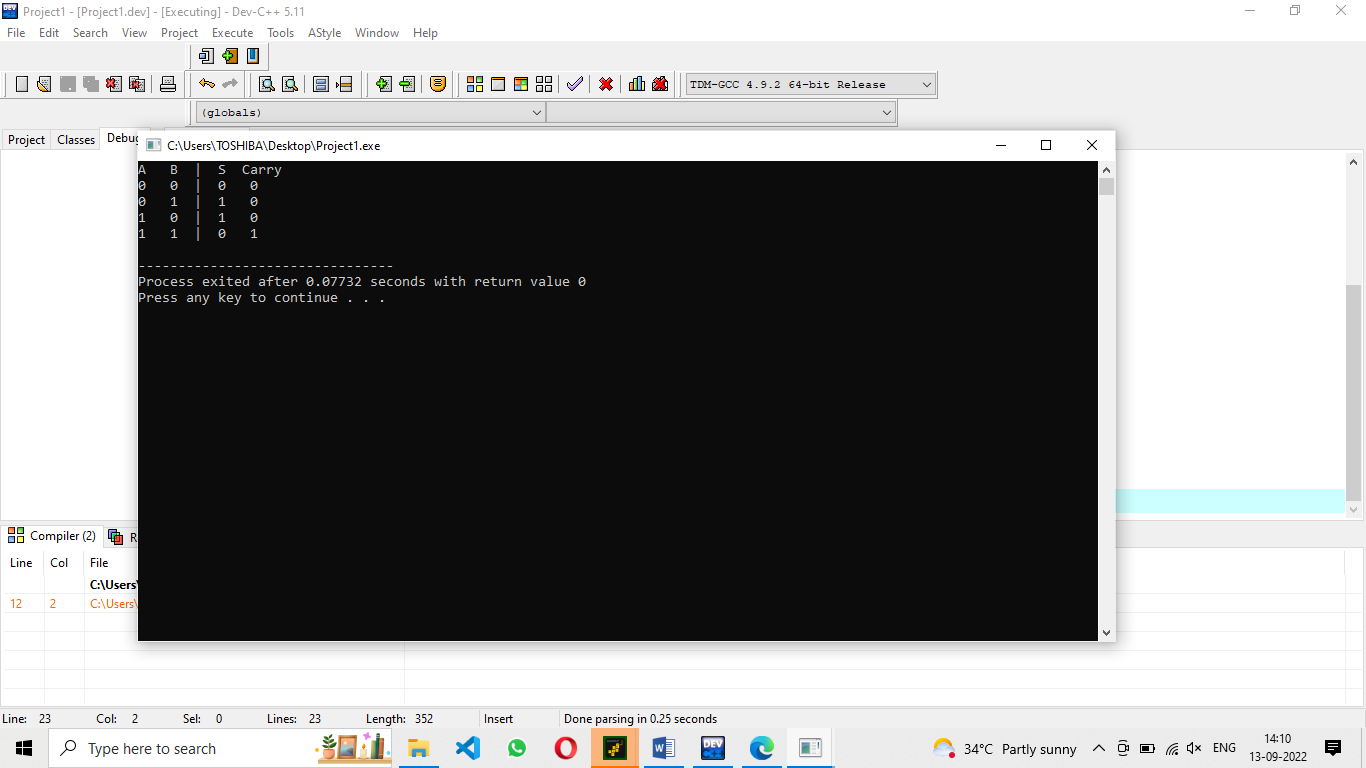 Project1 - [Project1.dev] - [Executing] - Dev-C++ 5.11
File Edit Search View Project Execute Tools AStyle Window Help
TDM-GCC 4.9.2 64-bit Release
(globals)
Project Classes Debug
C:\Users\TOSHIBA\Desktop\Project1.exe
A B | S Carry
0 0 | 0 0
0 1 | 1 0
1 0 | 1 0
1 1 | 0 1
--------------------------------
Process exited after 0.07732 seconds with return value 0
Press any key to continue . . .
Compiler (2) R
Line Col File
C:\Users\
12 2 C:\Users\
Line: 23 Col: 2 Sel: 0 Lines: 23 Length: 352 Insert Done parsing in 0.25 seconds
Type here to search
DEV
34°C Partly sunny
ENG
14:10
13-09-2022